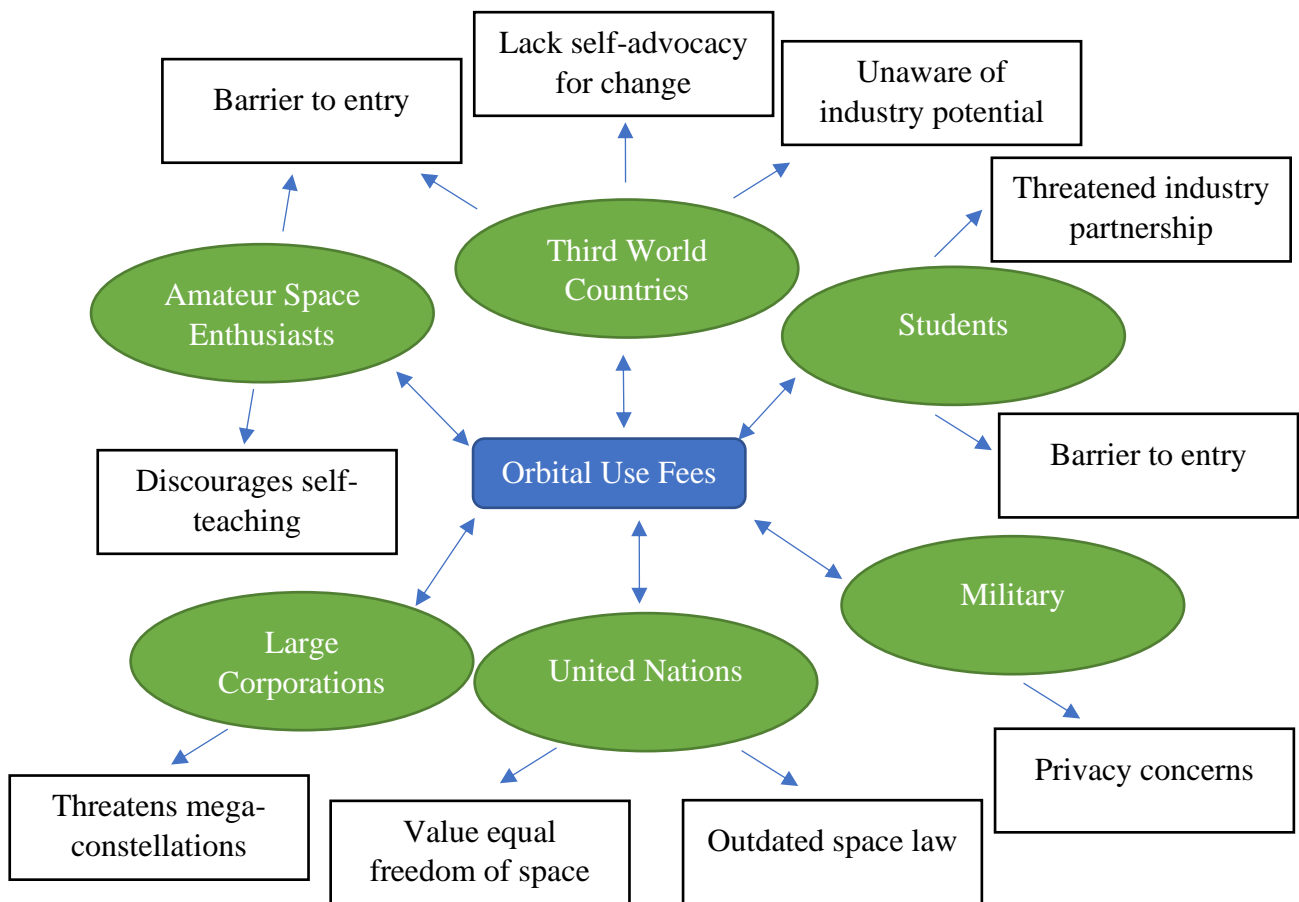 Lack self-advocacy
for change
Barrier to entry
Unaware of
industry potential
Threatened industry
partnership
Third World
Countries
Amateur Space
Enthusiasts
Students
Barrier to entry
Orbital Use Fees
Discourages self-
teaching
Military
Large
Corporations
United Nations
Privacy concerns
Threatens mega-
constellations
Value equal
freedom of space
Outdated space law